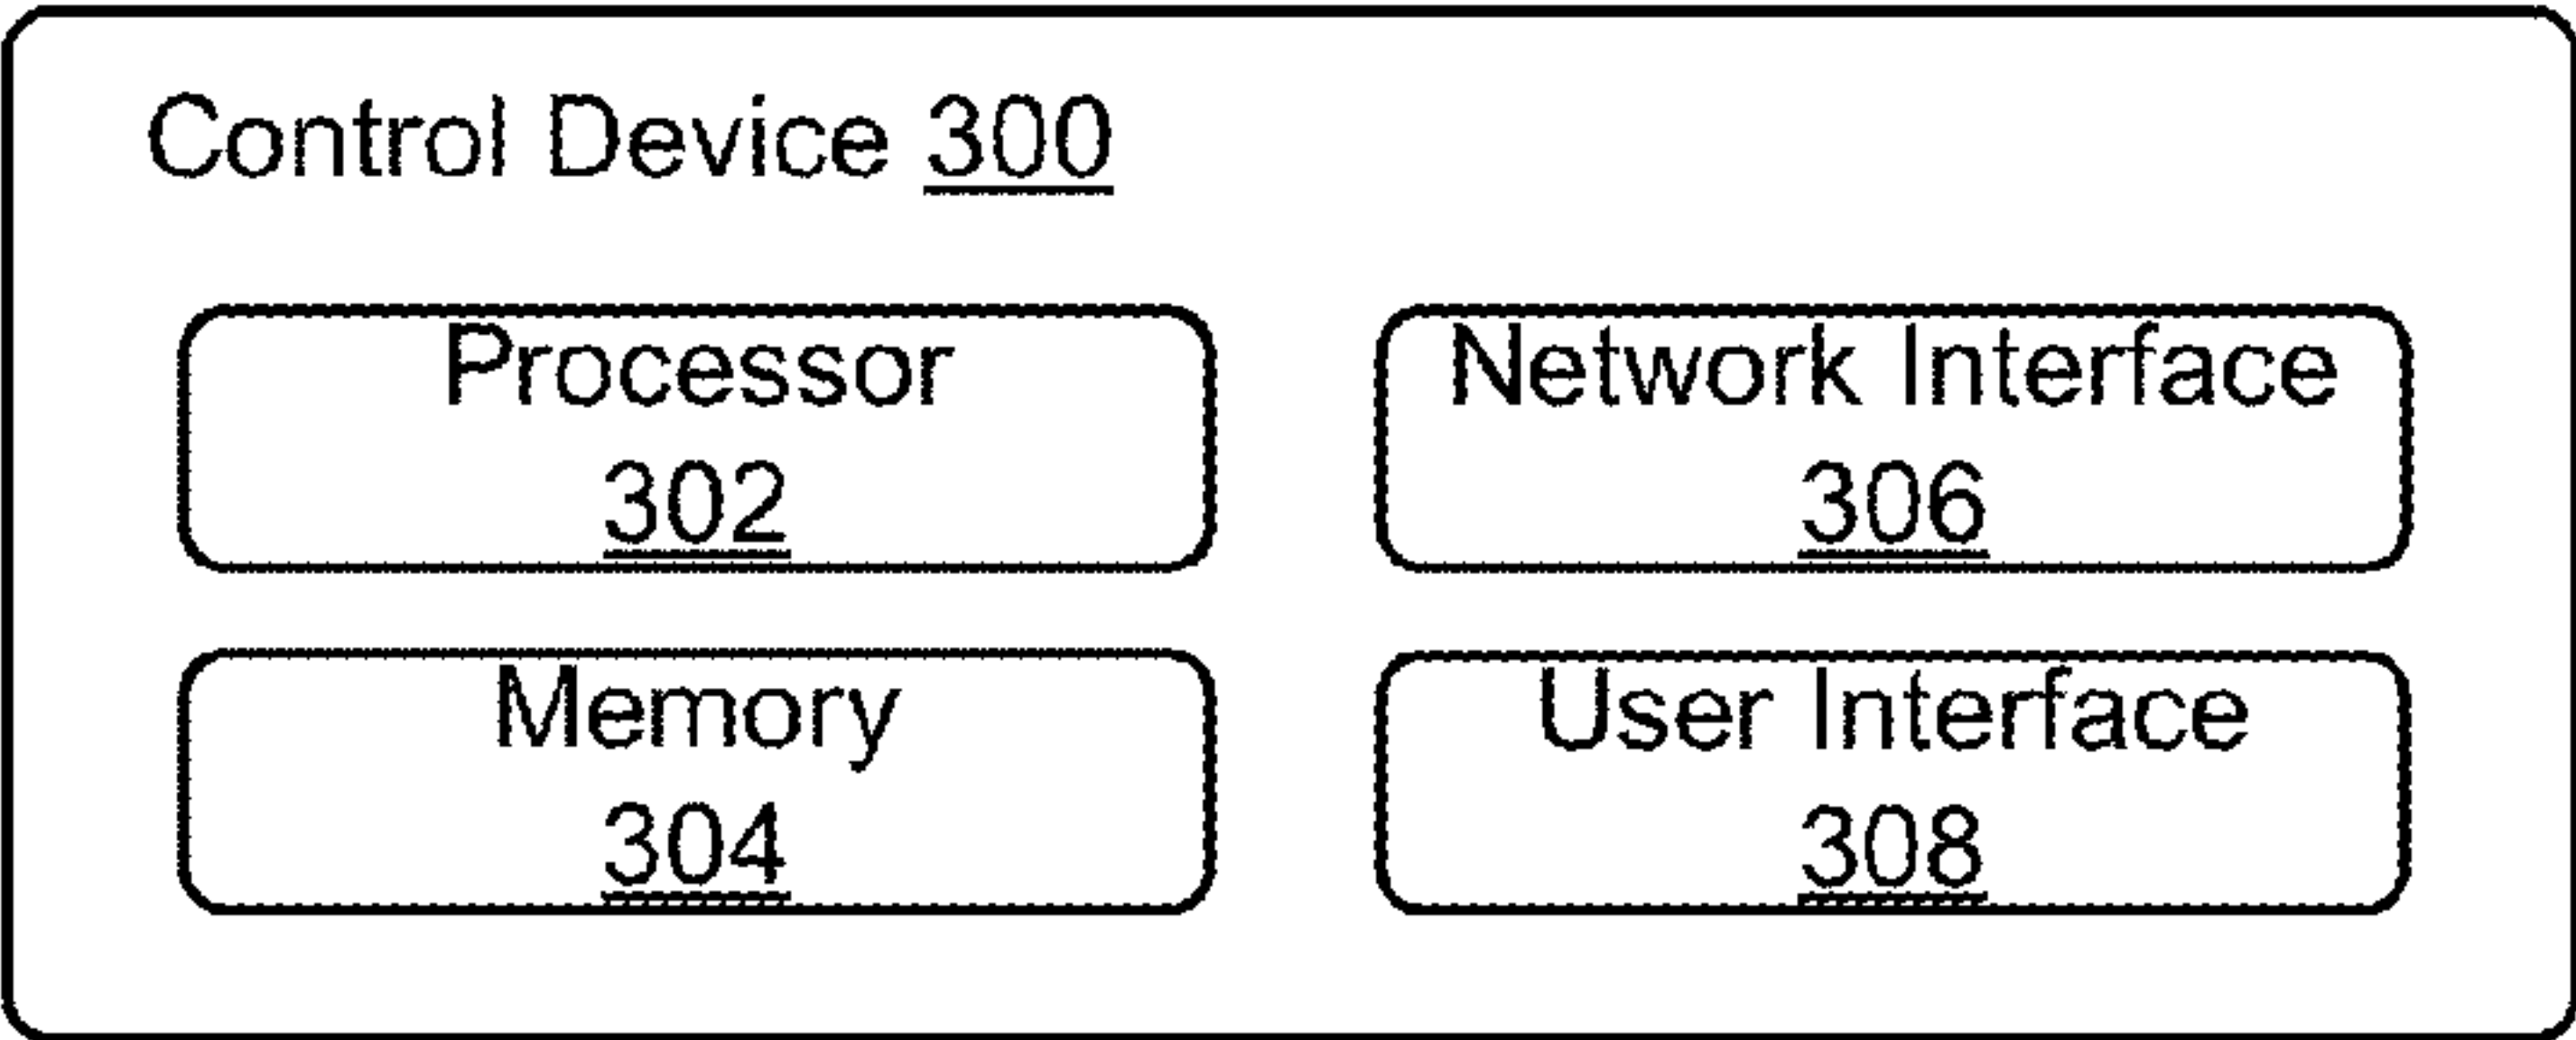 Control Device 300
Processor
302
Network Interface
306
Memory
304
User Interface
308